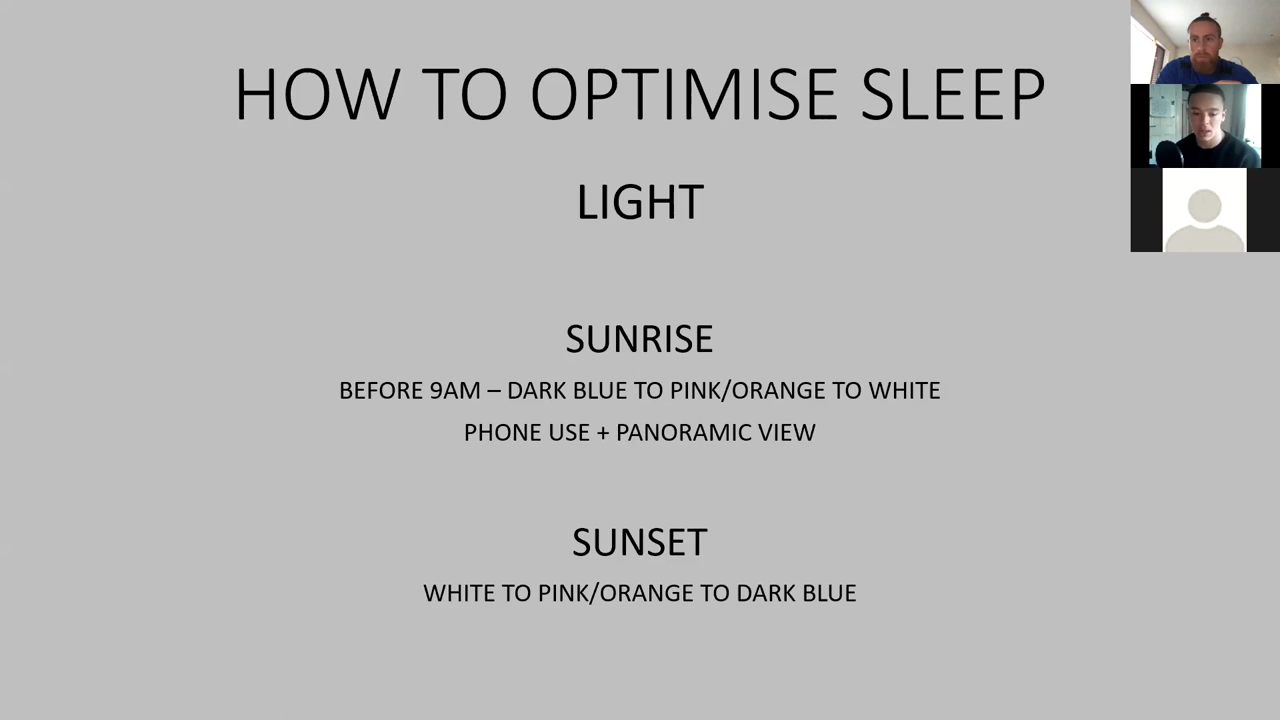 HOW TO OPTIMISE SLEEP
LIGHT
SUNRISE
BEFORE 9AM – DARK BLUE TO PINK/ORANGE TO WHITE
PHONE USE + PANORAMIC VIEW
SUNSET
WHITE TO PINK/ORANGE TO DARK BLUE